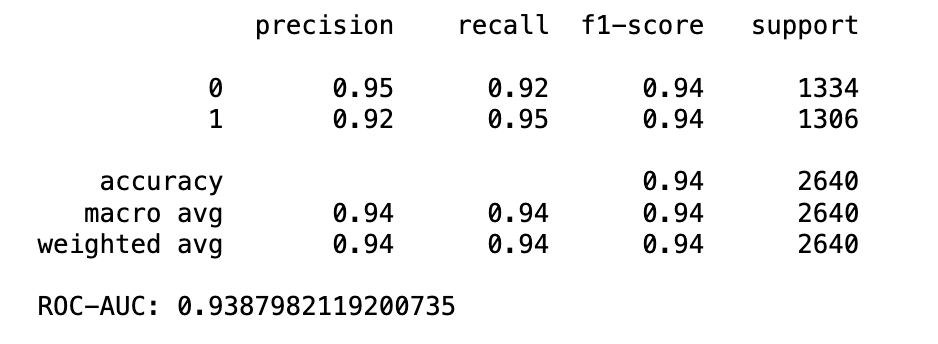 precision recall f1-score support
0 0.95 0.92 0.94 1334
1 0.92 0.95 0.94 1306
accuracy 0.94 2640
macro avg 0.94 0.94 0.94 2640
weighted avg 0.94 0.94 0.94 2640
ROC-AUC: 0.9387982119200735